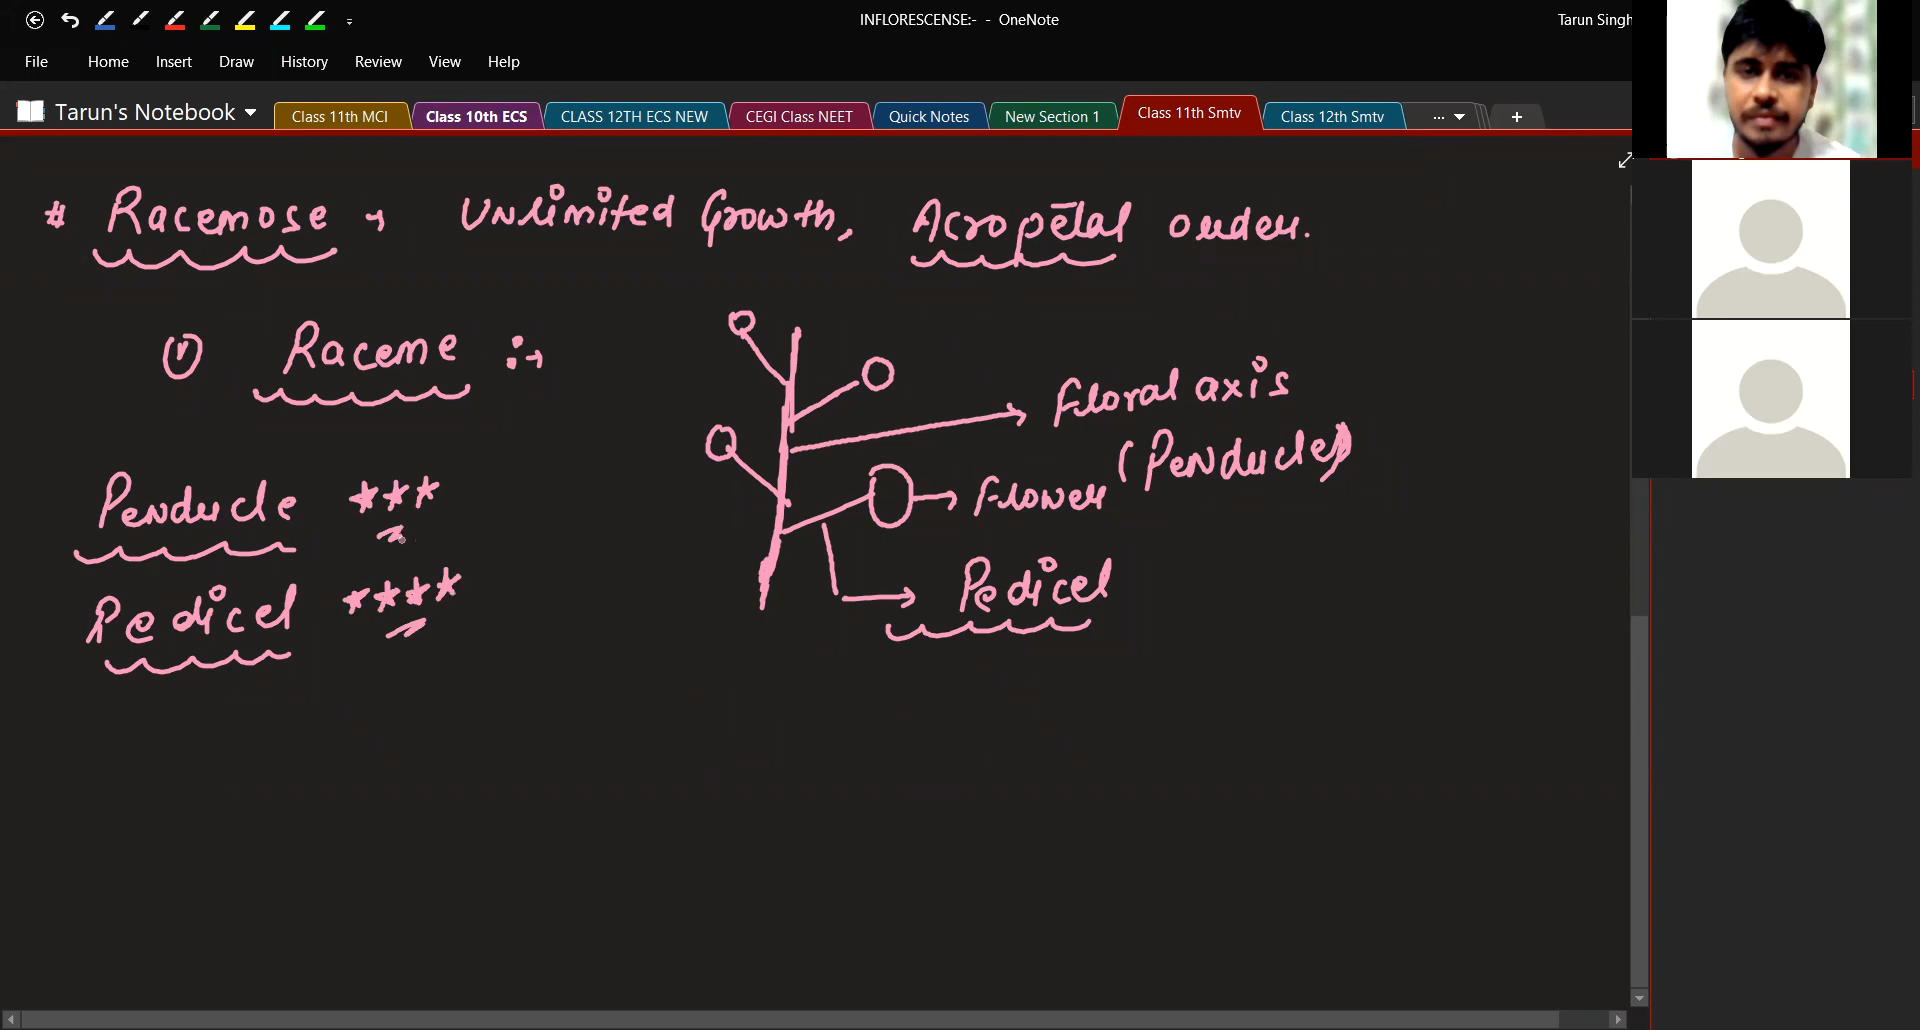 INFLORESCENSE:- - OneNote
Tarun Singh
File Home Insert Draw History Review View Help
Tarun's Notebook
Class 11th MCI Class 10th ECS CLASS 12TH ECS NEW CEGI Class NEET Quick Notes New Section 1 Class 11th Smtv Class 12th Smtv ... +
# Racemose → Unlimited Growth, Acropetal order.
① Raceme :→
Floral axis
(Penducle)
Flower
Pedicel
Penducle ***
Pedicel ****